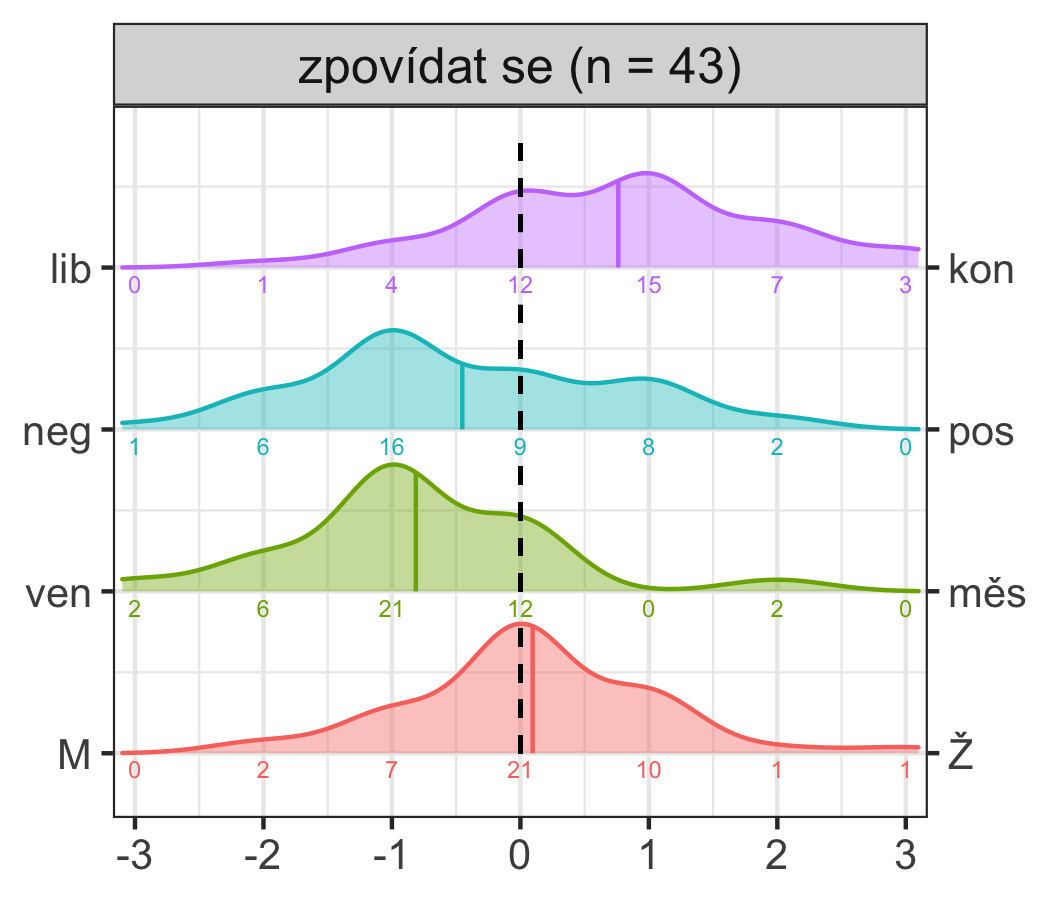 zpovídat se (n = 43)
lib kon
0 1 4 12 15 7 3
neg pos
1 6 16 9 8 2 0
ven měs
2 6 21 12 0 2 0
M Ž
0 2 7 21 10 1 1
-3 -2 -1 0 1 2 3